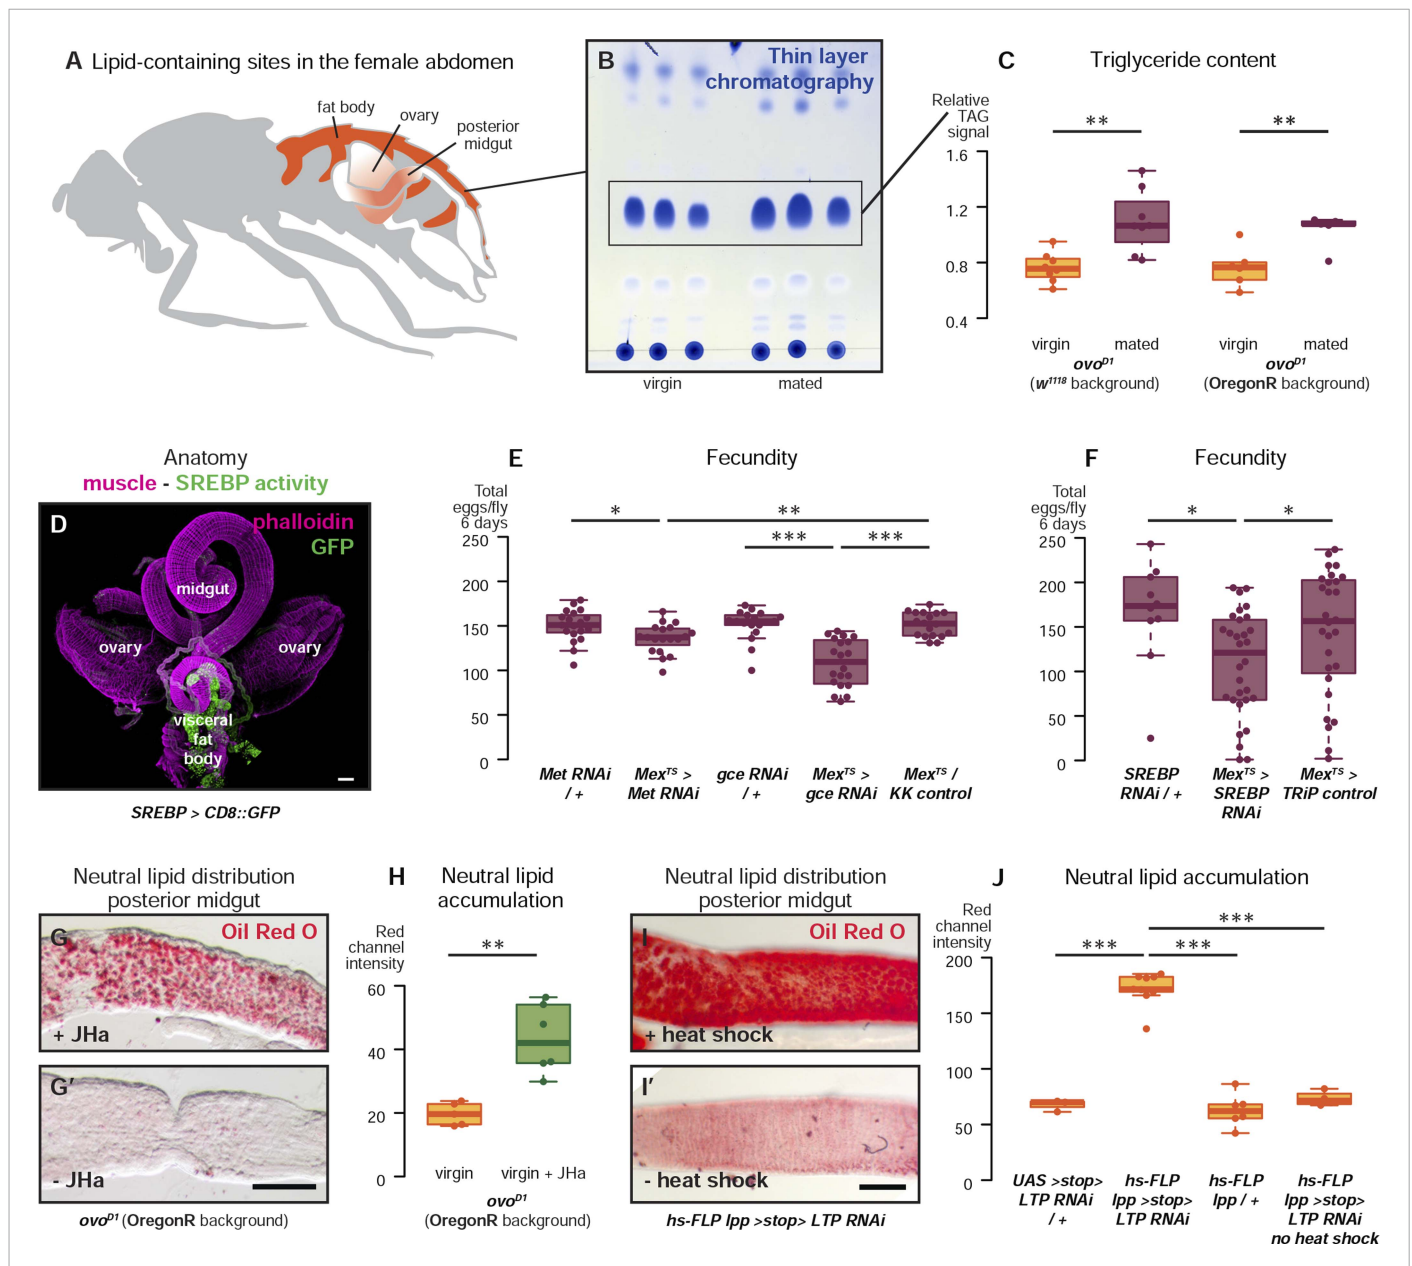 A Lipid-containing sites in the female abdomen
fat body
ovary
posterior
midgut
B Thin layer
chromatography
virgin
mated
C Triglyceride content
Relative
TAG
signal
**
**
1.6
1.2
0.8
0.4
virgin
mated
virgin
mated
ovoD1
(w1118 background)
ovoD1
(OregonR background)
Anatomy
muscle - SREBP activity
D phalloidin
GFP
midgut
ovary
ovary
visceral
fat
body
SREBP > CD8::GFP
E Fecundity
Total
eggs/fly
6 days
*
**
***
***
250
200
150
100
50
0
Met RNAi
/ +
MexTS >
Met RNAi
gce RNAi
/ +
MexTS >
gce RNAi
MexTS /
KK control
F Fecundity
Total
eggs/fly
6 days
*
*
250
200
150
100
50
0
SREBP
RNAi / +
MexTS >
SREBP
RNAi
MexTS >
TRiP control
Neutral lipid distribution
posterior midgut
G Oil Red O
+ JHa
G′
- JHa
ovoD1 (OregonR background)
H Neutral lipid
accumulation
Red
channel
intensity
**
60
40
20
0
virgin
virgin + JHa
ovoD1
(OregonR background)
Neutral lipid distribution
posterior midgut
I Oil Red O
+ heat shock
I′
- heat shock
hs-FLP lpp >stop> LTP RNAi
J Neutral lipid accumulation
Red
channel
intensity
***
***
***
200
150
100
50
0
UAS >stop>
LTP RNAi
/ +
hs-FLP
lpp >stop>
LTP RNAi
hs-FLP
lpp / +
hs-FLP
lpp >stop>
LTP RNAi
no heat shock